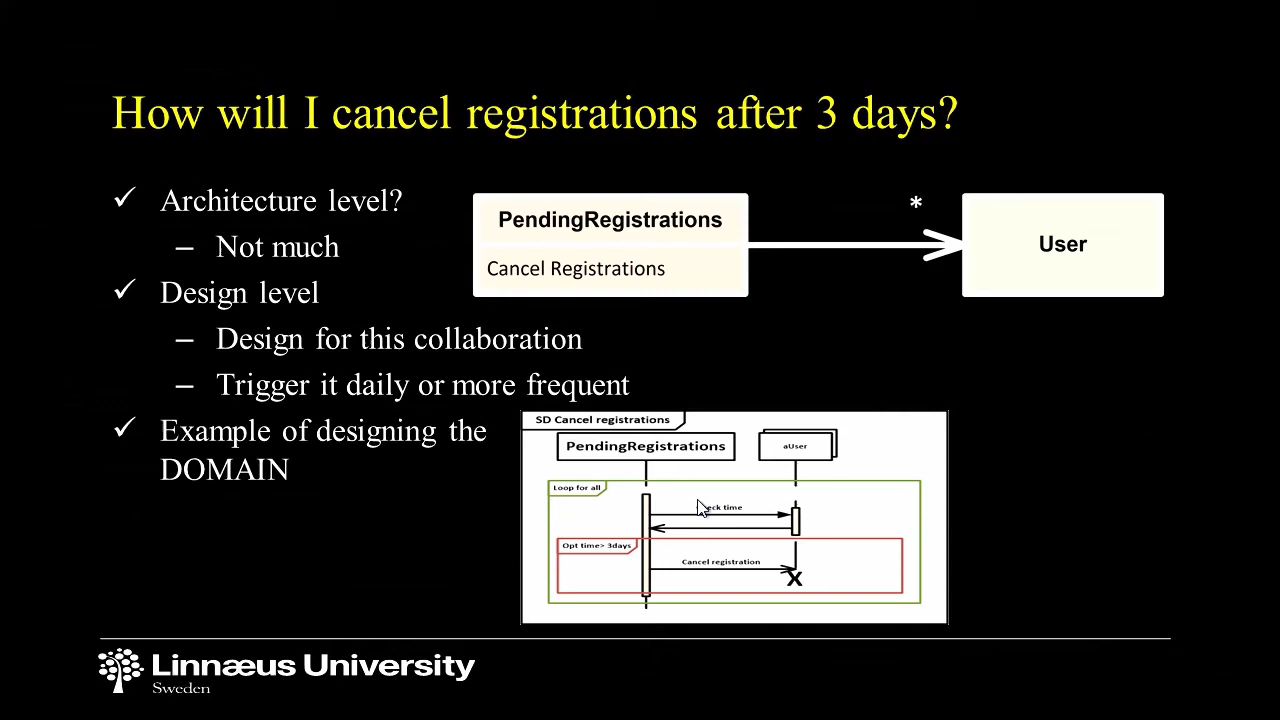 How will I cancel registrations after 3 days?
✓ Architecture level?
– Not much
✓ Design level
– Design for this collaboration
– Trigger it daily or more frequent
✓ Example of designing the
DOMAIN
PendingRegistrations
Cancel Registrations
*
User
SD Cancel registrations
PendingRegistrations
aUser
Loop for all
time
Opt time> 3days
Cancel registration
X
Linnæus University
Sweden